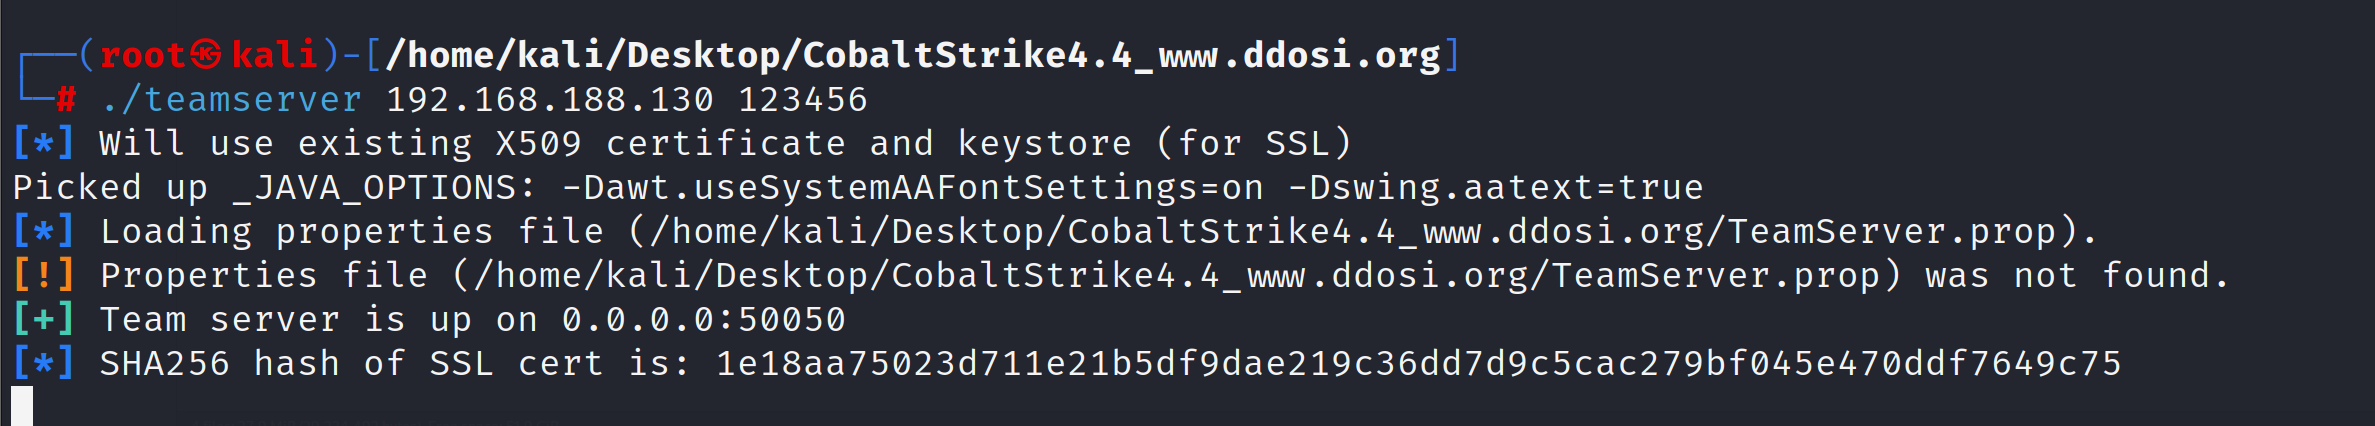 ┌──(root㉿kali)-[/home/kali/Desktop/CobaltStrike4.4_www.ddosi.org]
└─# ./teamserver 192.168.188.130 123456
[*] Will use existing X509 certificate and keystore (for SSL)
Picked up _JAVA_OPTIONS: -Dawt.useSystemAAFontSettings=on -Dswing.aatext=true
[*] Loading properties file (/home/kali/Desktop/CobaltStrike4.4_www.ddosi.org/TeamServer.prop).
[!] Properties file (/home/kali/Desktop/CobaltStrike4.4_www.ddosi.org/TeamServer.prop) was not found.
[+] Team server is up on 0.0.0.0:50050
[*] SHA256 hash of SSL cert is: 1e18aa75023d711e21b5df9dae219c36dd7d9c5cac279bf045e470ddf7649c75